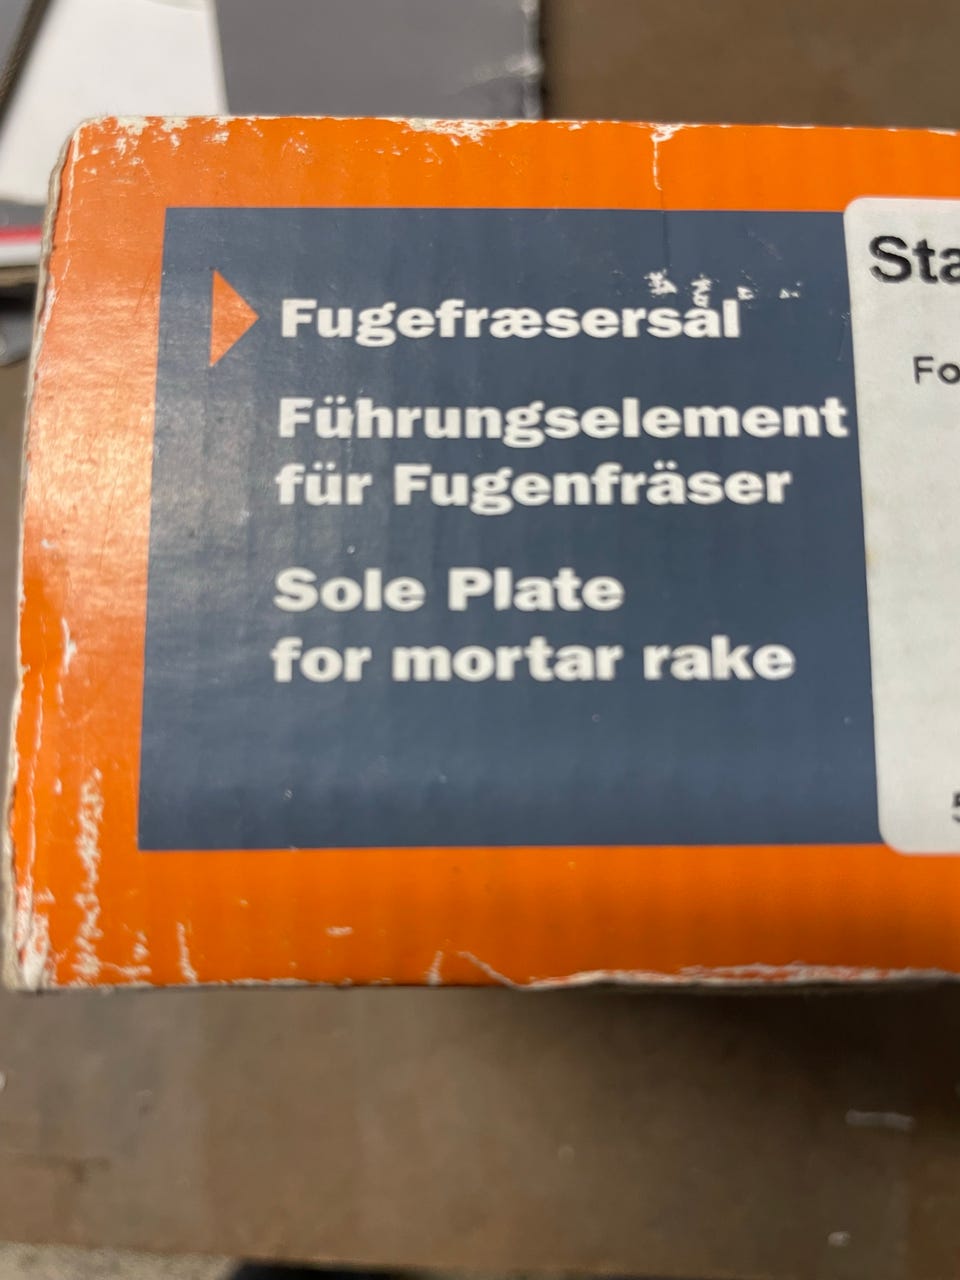 Fugefræsersål
Führungselement
für Fugenfräser
Sole Plate
for mortar rake